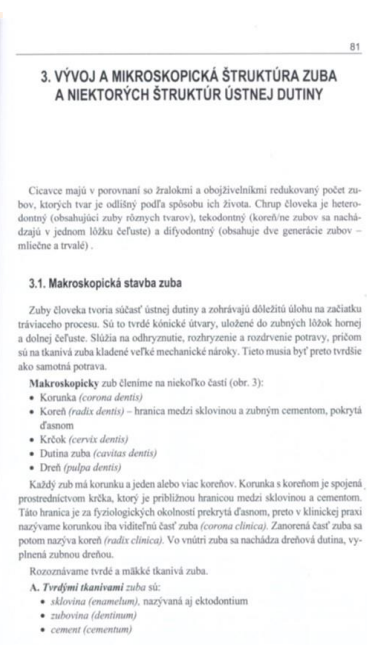 81
3. VÝVOJ A MIKROSKOPICKÁ ŠTRUKTÚRA ZUBA
A NIEKTORÝCH ŠTRUKTÚR ÚSTNEJ DUTINY
Cicavce majú v porovnaní so žralokmi a obojživelníkmi redukovaný počet zu-
bov, ktorých tvar je odlišný podľa spôsobu ich života. Chrup človeka je hetero-
dontný (obsahujúci zuby rôznych tvarov), tekodontný (koreň/ne zubov sa nachá-
dzajú v jednom lôžku čeľuste) a difyodontný (obsahuje dve generácie zubov –
mliečne a trvalé) .
3.1. Makroskopická stavba zuba
Zuby človeka tvoria súčasť ústnej dutiny a zohrávajú dôležitú úlohu na začiatku
tráviaceho procesu. Sú to tvrdé kónické útvary, uložené do zubných lôžok hornej
a dolnej čeľuste. Slúžia na odhryznutie, rozhryzenie a rozdrvenie potravy, pričom
sú na tkanivá zuba kladené veľké mechanické nároky. Tieto musia byť preto tvrdšie
ako samotná potrava.
Makroskopicky zub členíme na niekoľko častí (obr. 3):
• Korunka (corona dentis)
• Koreň (radix dentis) – hranica medzi sklovinou a zubným cementom, pokrytá
ďasnom
• Krčok (cervix dentis)
• Dutina zuba (cavitas dentis)
• Dreň (pulpa dentis)
Každý zub má korunku a jeden alebo viac koreňov. Korunka s koreňom je spojená
prostredníctvom krčka, ktorý je približnou hranicou medzi sklovinou a cementom.
Táto hranica je za fyziologických okolností prekrytá ďasnom, preto v klinickej praxi
nazývame korunkou iba viditeľnú časť zuba (corona clinica). Zanorená časť zuba sa
potom nazýva koreň (radix clinica). Vo vnútri zuba sa nachádza dreňová dutina, vy-
plnená zubnou dreňou.
Rozoznávame tvrdé a mäkké tkanivá zuba.
A. Tvrdými tkanivami zuba sú:
• sklovina (enamelum), nazývaná aj ektodontium
• zubovina (dentinum)
• cement (cementum)